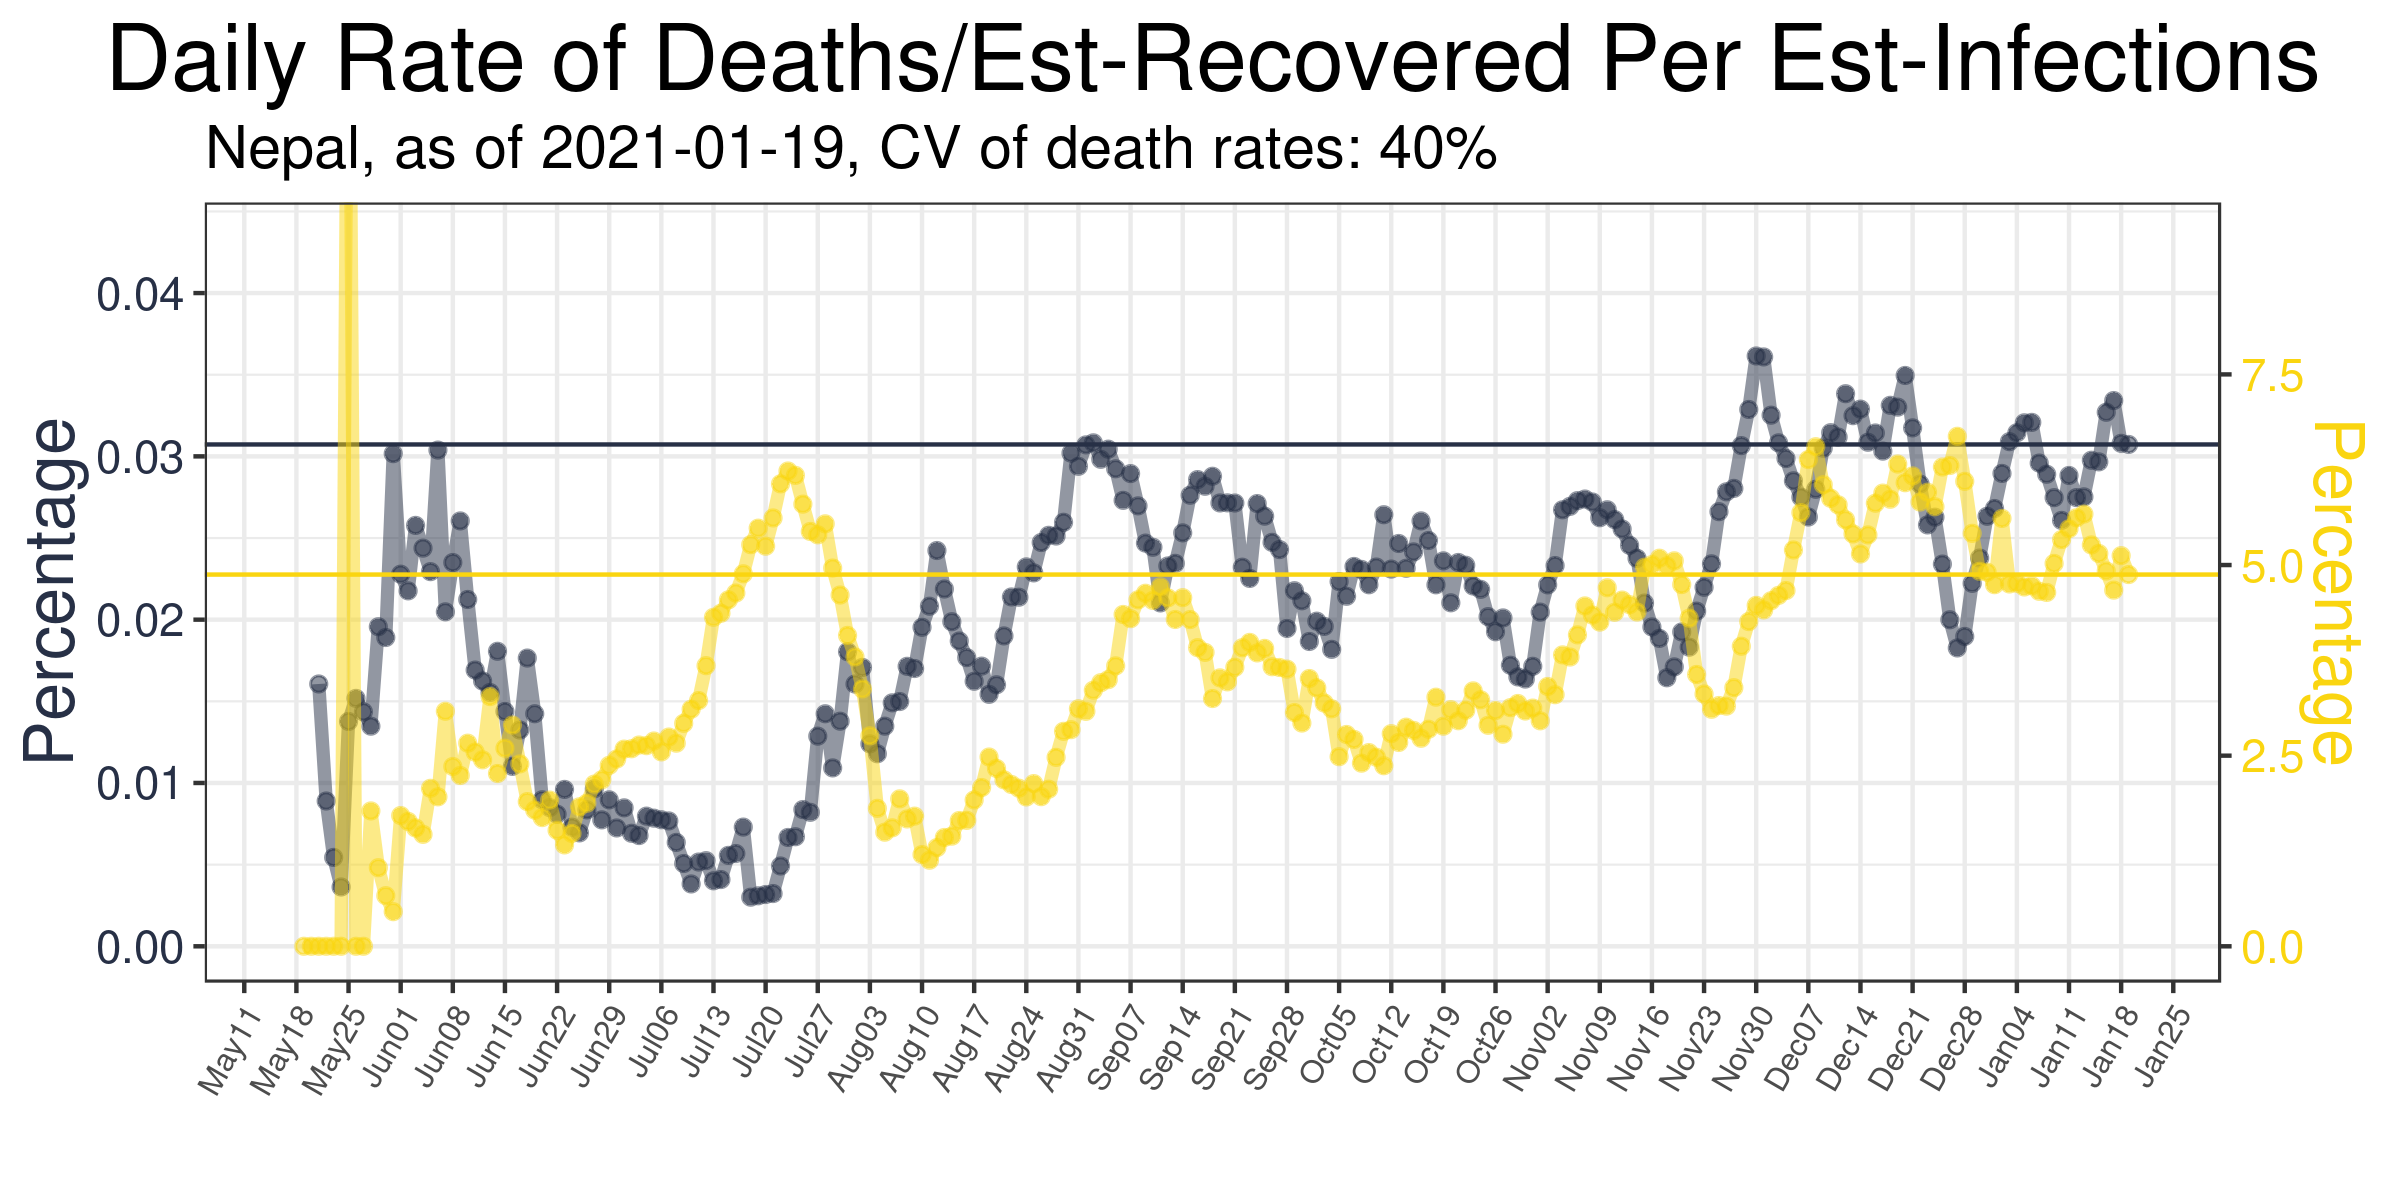 Daily Rate of Deaths/Est-Recovered Per Est-Infections
Nepal, as of 2021-01-19, CV of death rates: 40%
Percentage
0.04
0.03
0.02
0.01
0.00
7.5
5.0
2.5
0.0
Percentage
May11 May18 May25 Jun01 Jun08 Jun15 Jun22 Jun29 Jul06 Jul13 Jul20 Jul27 Aug03 Aug10 Aug17 Aug24 Aug31 Sep07 Sep14 Sep21 Sep28 Oct05 Oct12 Oct19 Oct26 Nov02 Nov09 Nov16 Nov23 Nov30 Dec07 Dec14 Dec21 Dec28 Jan04 Jan11 Jan18 Jan25